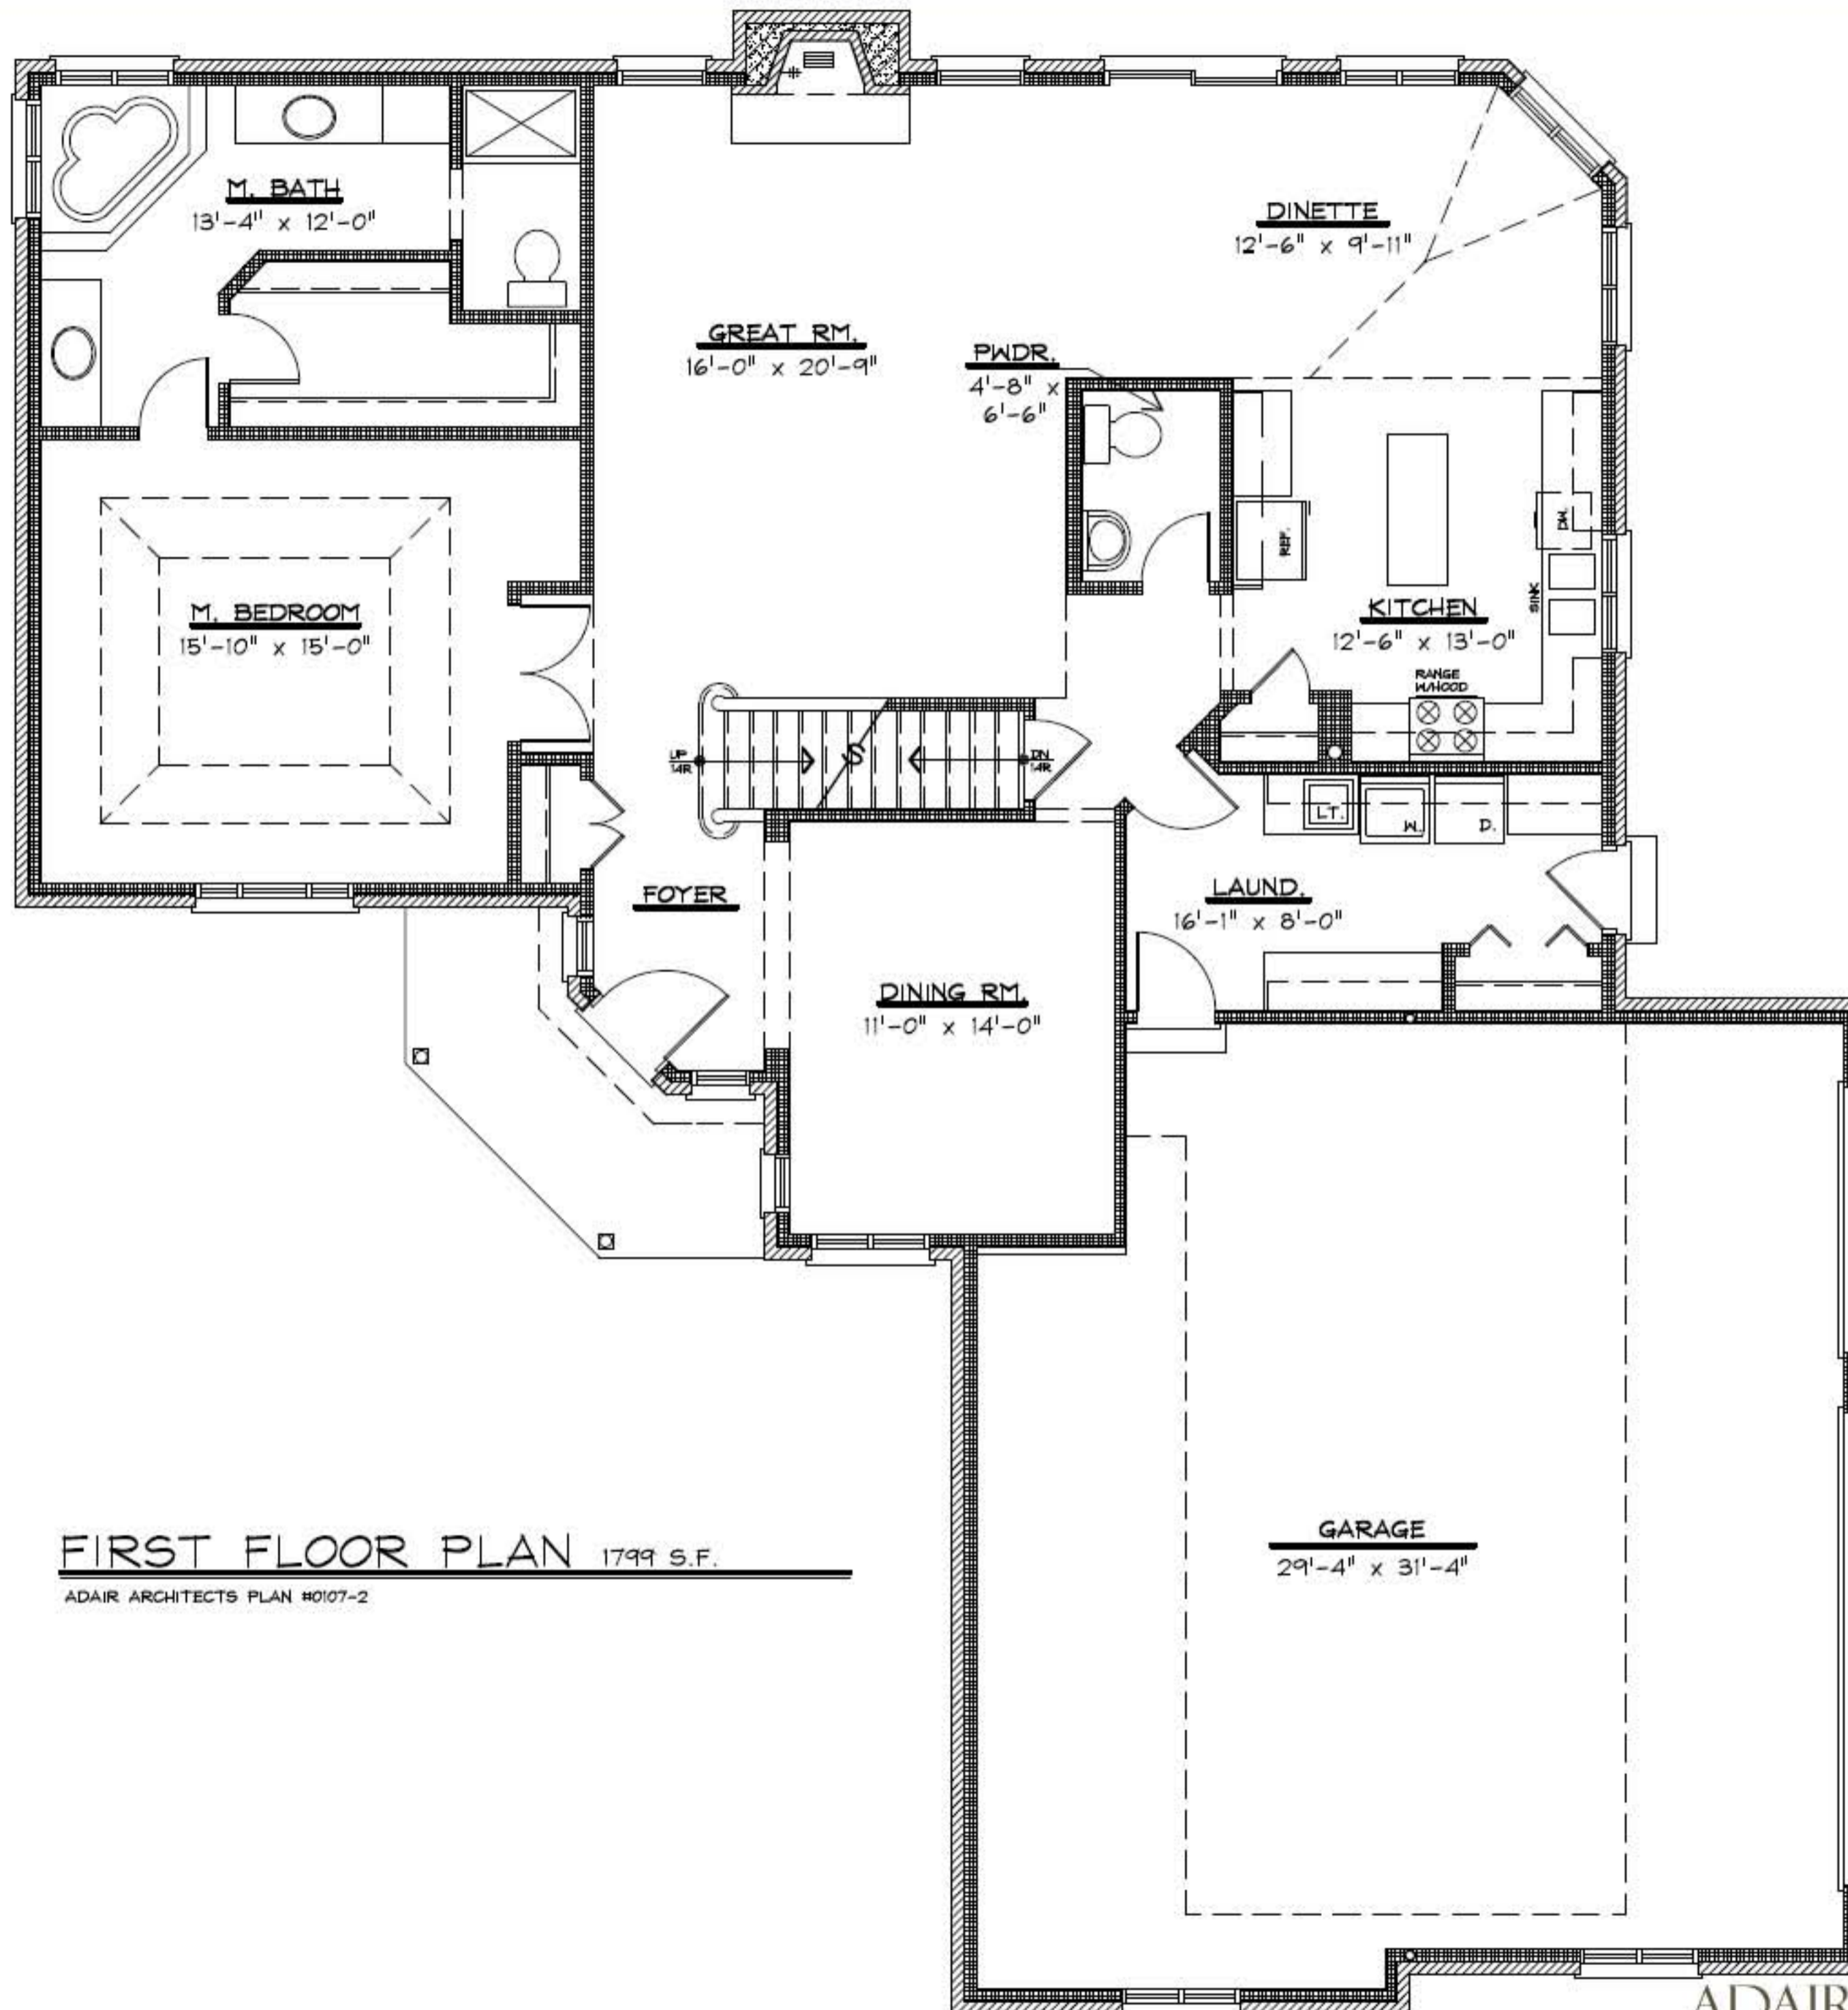 M. BATH
13'-4" x 12'-0"
DINETTE
12'-6" x 9'-11"
GREAT RM.
16'-0" x 20'-9"
PWDR.
4'-8" x
6'-6"
REF.
DW.
SINK
M. BEDROOM
15'-10" x 15'-0"
KITCHEN
12'-6" x 13'-0"
RANGE
W/HOOD
UP
14R
S
DN
14R
LT.
W.
D.
FOYER
LAUND.
16'-1" x 8'-0"
DINING RM.
11'-0" x 14'-0"
GARAGE
29'-4" x 31'-4"
FIRST FLOOR PLAN 1799 S.F.
ADAIR ARCHITECTS PLAN #0107-2
ADAIR